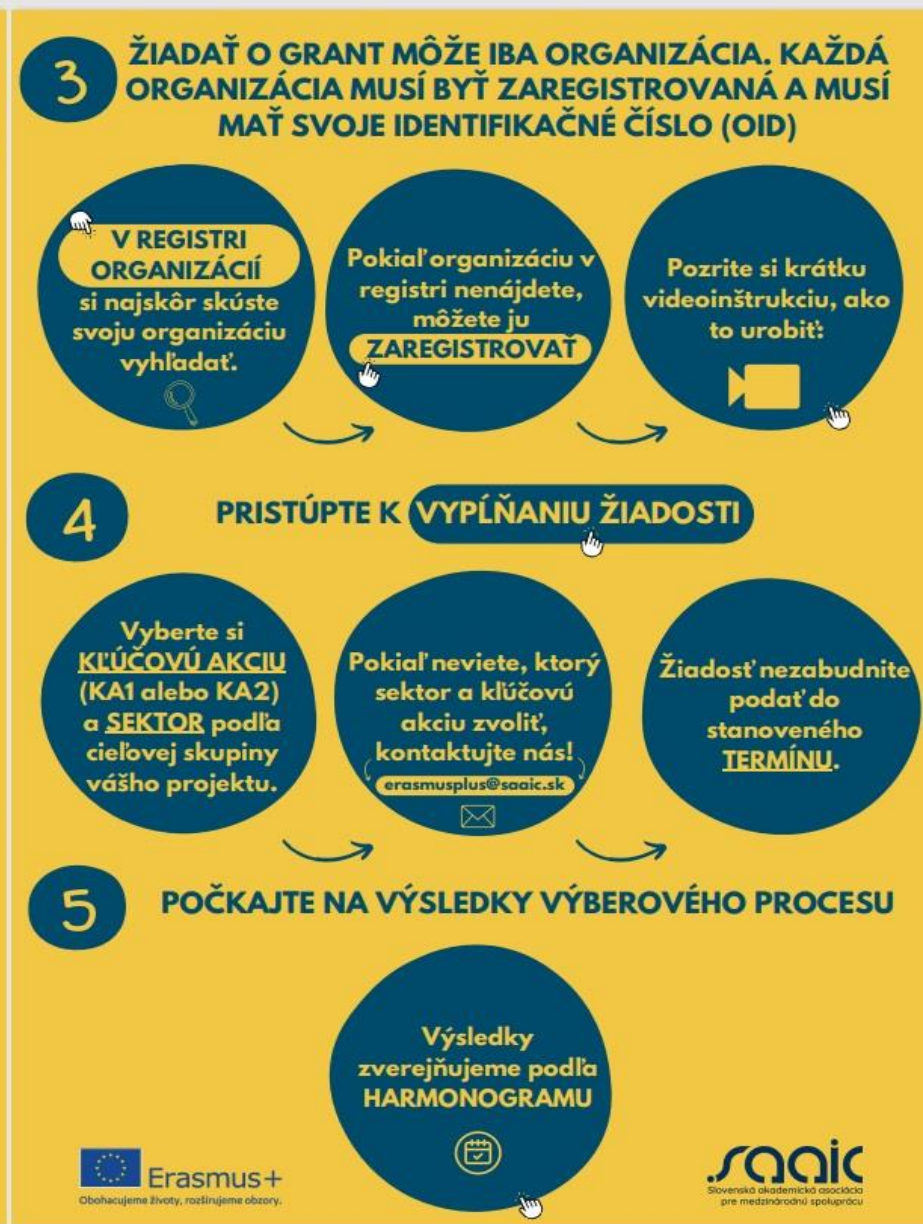 3
ŽIADAŤ O GRANT MÔŽE IBA ORGANIZÁCIA. KAŽDÁ
ORGANIZÁCIA MUSÍ BYŤ ZAREGISTROVANÁ A MUSÍ
MAŤ SVOJE IDENTIFIKAČNÉ ČÍSLO (OID)
V REGISTRI
ORGANIZÁCIÍ
si najskôr skúste
svoju organizáciu
vyhľadať.
Pokiaľ organizáciu v
registri nenájdete,
môžete ju
ZAREGISTROVAŤ
Pozrite si krátku
videoinštrukciu, ako
to urobiť:
4
PRISTÚPTE K VYPĹŇANIU ŽIADOSTI
Vyberte si
KĽÚČOVÚ AKCIU
(KA1 alebo KA2)
a SEKTOR podľa
cieľovej skupiny
vášho projektu.
Pokiaľ neviete, ktorý
sektor a kľúčovú
akciu zvoliť,
kontaktujte nás!
erasmusplus@saaic.sk
Žiadosť nezabudnite
podať do
stanoveného
TERMÍNU.
5
POČKAJTE NA VÝSLEDKY VÝBEROVÉHO PROCESU
Výsledky
zverejňujeme podľa
HARMONOGRAMU
Erasmus+
Obohacujeme životy, rozširujeme obzory.
saaic
Slovenská akademická asociácia
pre medzinárodnú spoluprácu